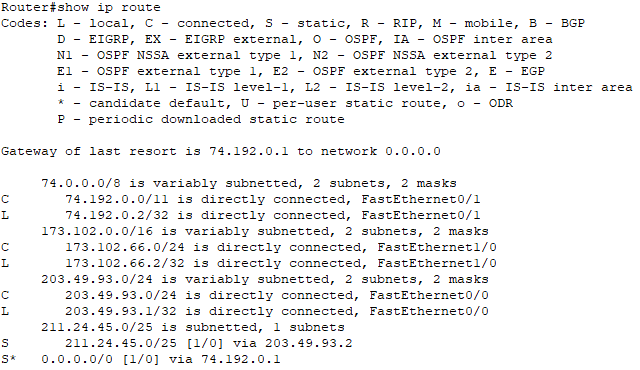 Router#show ip route
Codes: L - local, C - connected, S - static, R - RIP, M - mobile, B - BGP
D - EIGRP, EX - EIGRP external, O - OSPF, IA - OSPF inter area
N1 - OSPF NSSA external type 1, N2 - OSPF NSSA external type 2
E1 - OSPF external type 1, E2 - OSPF external type 2, E - EGP
i - IS-IS, L1 - IS-IS level-1, L2 - IS-IS level-2, ia - IS-IS inter area
* - candidate default, U - per-user static route, o - ODR
P - periodic downloaded static route
Gateway of last resort is 74.192.0.1 to network 0.0.0.0
74.0.0.0/8 is variably subnetted, 2 subnets, 2 masks
C 74.192.0.0/11 is directly connected, FastEthernet0/1
L 74.192.0.2/32 is directly connected, FastEthernet0/1
173.102.0.0/16 is variably subnetted, 2 subnets, 2 masks
C 173.102.66.0/24 is directly connected, FastEthernet1/0
L 173.102.66.2/32 is directly connected, FastEthernet1/0
203.49.93.0/24 is variably subnetted, 2 subnets, 2 masks
C 203.49.93.0/24 is directly connected, FastEthernet0/0
L 203.49.93.1/32 is directly connected, FastEthernet0/0
211.24.45.0/25 is subnetted, 1 subnets
S 211.24.45.0/25 [1/0] via 203.49.93.2
S* 0.0.0.0/0 [1/0] via 74.192.0.1